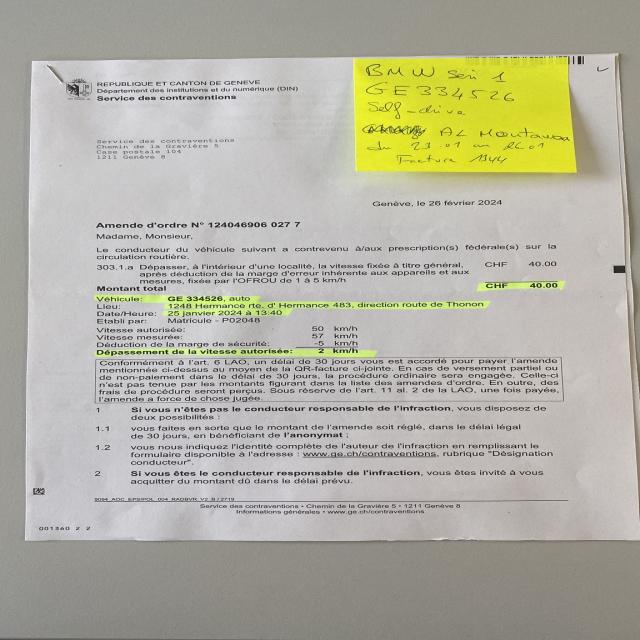 REPUBLIQUE ET CANTON DE GENEVE
Département des institutions et du numérique (DIN)
Service des contraventions
BMW Seri 1
GE334526
Self-drive
AL Moutawaa
du 23.01 au 26.01
Facture 1344
Service des contraventions
Chemin de la Gravière 5
Case postale 104
1211 Genève 8
Genève, le 26 février 2024
Amende d'ordre N° 124046906 027 7
Madame, Monsieur,
Le conducteur du véhicule suivant a contrevenu à/aux prescription(s) fédérale(s) sur la
circulation routière.
303.1.a Dépasser, à l'intérieur d'une localité, la vitesse fixée à titre général, CHF 40.00
après déduction de la marge d'erreur inhérente aux appareils et aux
mesures, fixée par l'OFROU de 1 à 5 km/h
Montant total CHF 40.00
Véhicule: GE 334526, auto
Lieu: 1248 Hermance rte. d' Hermance 483, direction route de Thonon
Date/Heure: 25 janvier 2024 à 13:40
Etabli par: Matricule - P02048
Vitesse autorisée: 50 km/h
Vitesse mesurée: 57 km/h
Déduction de la marge de sécurité: -5 km/h
Dépassement de la vitesse autorisée: 2 km/h
Conformément à l'art. 6 LAO, un délai de 30 jours vous est accordé pour payer l'amende
mentionnée ci-dessus au moyen de la QR-facture ci-jointe. En cas de versement partiel ou
de non-paiement dans le délai de 30 jours, la procédure ordinaire sera engagée. Celle-ci
n'est pas tenue par les montants figurant dans la liste des amendes d'ordre. En outre, des
frais de procédure seront perçus. Sous réserve de l'art. 11 al. 2 de la LAO, une fois payée,
l'amende a force de chose jugée.
1 Si vous n'êtes pas le conducteur responsable de l'infraction, vous disposez de
deux possibilités :
1.1 vous faites en sorte que le montant de l'amende soit réglé, dans le délai légal
de 30 jours, en bénéficiant de l'anonymat ;
1.2 vous nous indiquez l'identité complète de l'auteur de l'infraction en remplissant le
formulaire disponible à l'adresse : www.ge.ch/contraventions, rubrique "Désignation
conducteur".
2 Si vous êtes le conducteur responsable de l'infraction, vous êtes invité à vous
acquitter du montant dû dans le délai prévu.
Service des contraventions • Chemin de la Gravière 5 • 1211 Genève 8
Informations générales • www.ge.ch/contraventions
001360 2 2